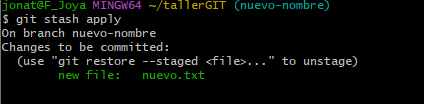 jonat@F_Joya MINGW64 ~/tallerGIT (nuevo-nombre)
$ git stash apply
On branch nuevo-nombre
Changes to be committed:
  (use "git restore --staged <file>..." to unstage)
        new file:   nuevo.txt